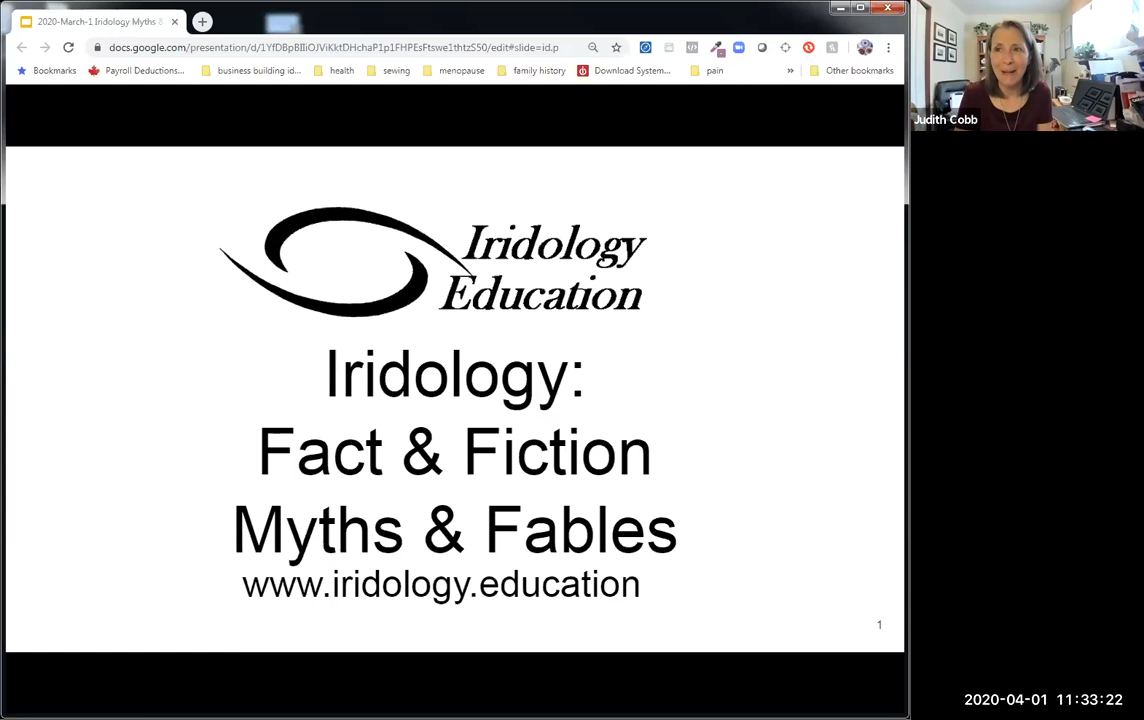 2020-March-1 Iridology Myths &
docs.google.com/presentation/d/1YfDBpBIIiOJViKktDHchaP1p1FHPEsFtswe1thtzS50/edit#slide=id.p
Bookmarks
Payroll Deductions...
business building id...
health
sewing
menopause
family history
Download System...
pain
»
Other bookmarks
Judith Cobb
Iridology
Education
Iridology:
Fact & Fiction
Myths & Fables
www.iridology.education
1
2020-04-01 11:33:22